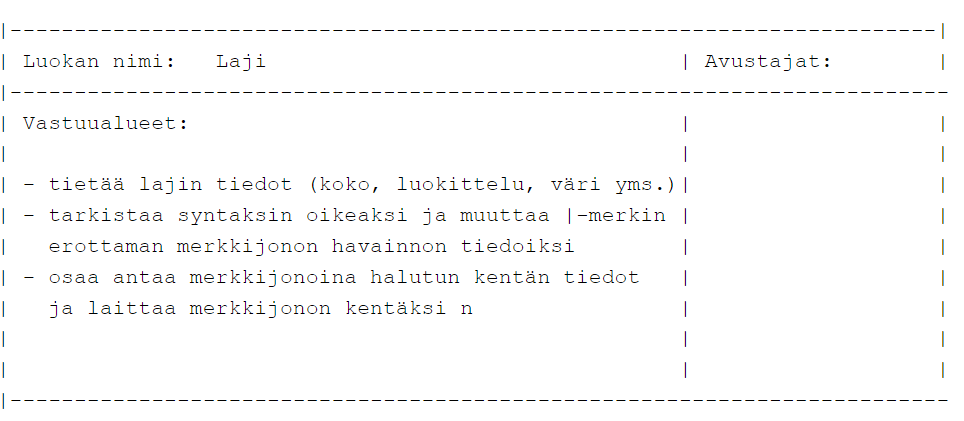 |------------------------------------------------------------------------|
| Luokan nimi:   Laji                                | Avustajat:        |
|-------------------------------------------------------------------------
| Vastuualueet:                                      |                   |
|                                                    |                   |
| - tietää lajin tiedot (koko, luokittelu, väri yms.)|                   |
| - tarkistaa syntaksin oikeaksi ja muuttaa |-merkin |                   |
|   erottaman merkkijonon havainnon tiedoiksi        |                   |
| - osaa antaa merkkijonoina halutun kentän tiedot   |                   |
|   ja laittaa merkkijonon kentäksi n                |                   |
|                                                    |                   |
|                                                    |                   |
|-------------------------------------------------------------------------